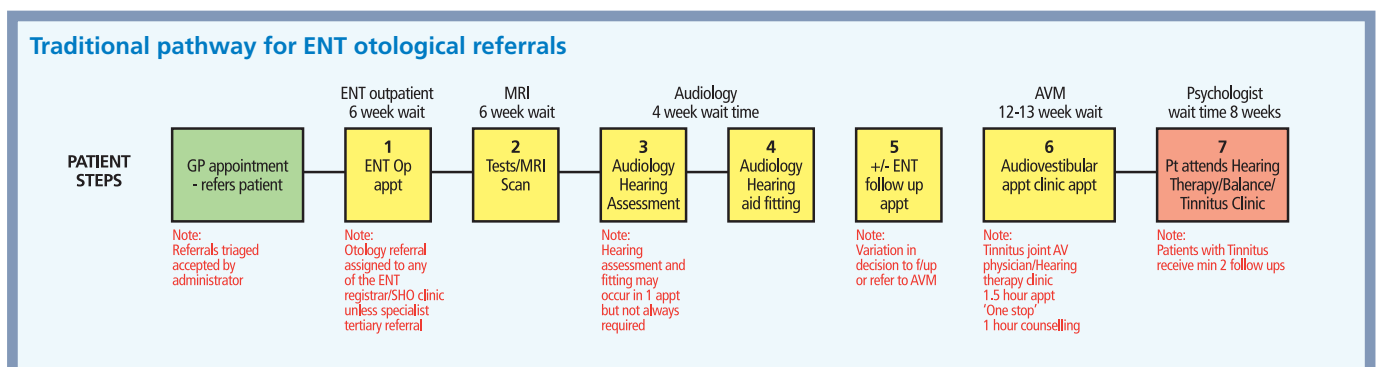 Traditional pathway for ENT otological referrals
ENT outpatient
6 week wait
MRI
6 week wait
Audiology
4 week wait time
AVM
12-13 week wait
Psychologist
wait time 8 weeks
PATIENT
STEPS
GP appointment
- refers patient
1
ENT Op
appt
2
Tests/MRI
Scan
3
Audiology
Hearing
Assessment
4
Audiology
Hearing
aid fitting
5
+/- ENT
follow up
appt
6
Audiovestibular
appt clinic appt
7
Pt attends Hearing
Therapy/Balance/
Tinnitus Clinic
Note:
Referrals triaged
accepted by
administrator
Note:
Otology referral
assigned to any
of the ENT
registrar/SHO clinic
unless specialist
tertiary referral
Note:
Hearing
assessment and
fitting may
occur in 1 appt
but not always
required
Note:
Variation in
decision to f/up
or refer to AVM
Note:
Tinnitus joint AV
physician/Hearing
therapy clinic
1.5 hour appt
‘One stop’
1 hour counselling
Note:
Patients with Tinnitus
receive min 2 follow ups